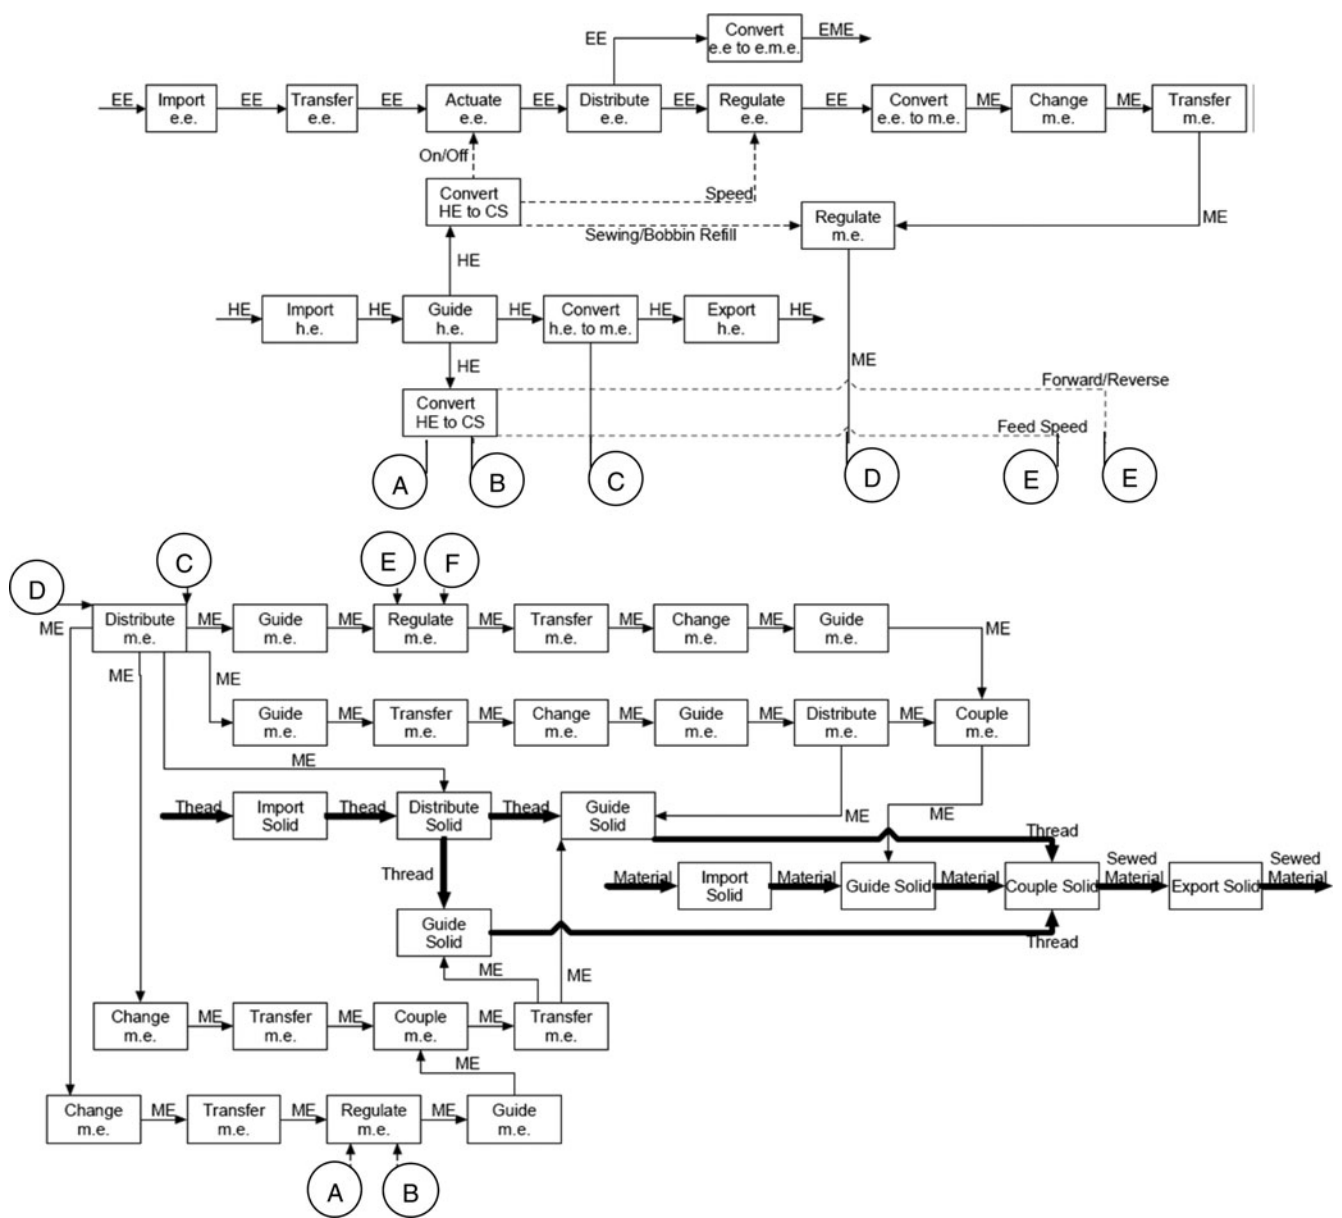 EE
Convert
e.e to e.m.e.
EME
EE
Import
e.e.
EE
Transfer
e.e.
EE
Actuate
e.e.
EE
Distribute
e.e.
EE
Regulate
e.e.
EE
Convert
e.e. to m.e.
ME
Change
m.e.
ME
Transfer
m.e.
On/Off
Convert
HE to CS
Speed
Sewing/Bobbin Refill
Regulate
m.e.
ME
HE
HE
Import
h.e.
HE
Guide
h.e.
HE
Convert
h.e. to m.e.
HE
Export
h.e.
HE
HE
ME
Convert
HE to CS
Forward/Reverse
Feed Speed
A
B
C
D
E
E
D
C
E
F
ME
Distribute
m.e.
ME
Guide
m.e.
ME
Regulate
m.e.
ME
Transfer
m.e.
ME
Change
m.e.
ME
Guide
m.e.
ME
ME
ME
Guide
m.e.
ME
Transfer
m.e.
ME
Change
m.e.
ME
Guide
m.e.
ME
Distribute
m.e.
ME
Couple
m.e.
ME
Thead
Import
Solid
Thead
Distribute
Solid
Thead
Guide
Solid
ME
ME
Thread
Thread
Material
Import
Solid
Material
Guide Solid
Material
Couple Solid
Sewed
Material
Export Solid
Sewed
Material
Guide
Solid
Thread
ME
ME
Change
m.e.
ME
Transfer
m.e.
ME
Couple
m.e.
ME
Transfer
m.e.
ME
Change
m.e.
ME
Transfer
m.e.
ME
Regulate
m.e.
ME
Guide
m.e.
A
B